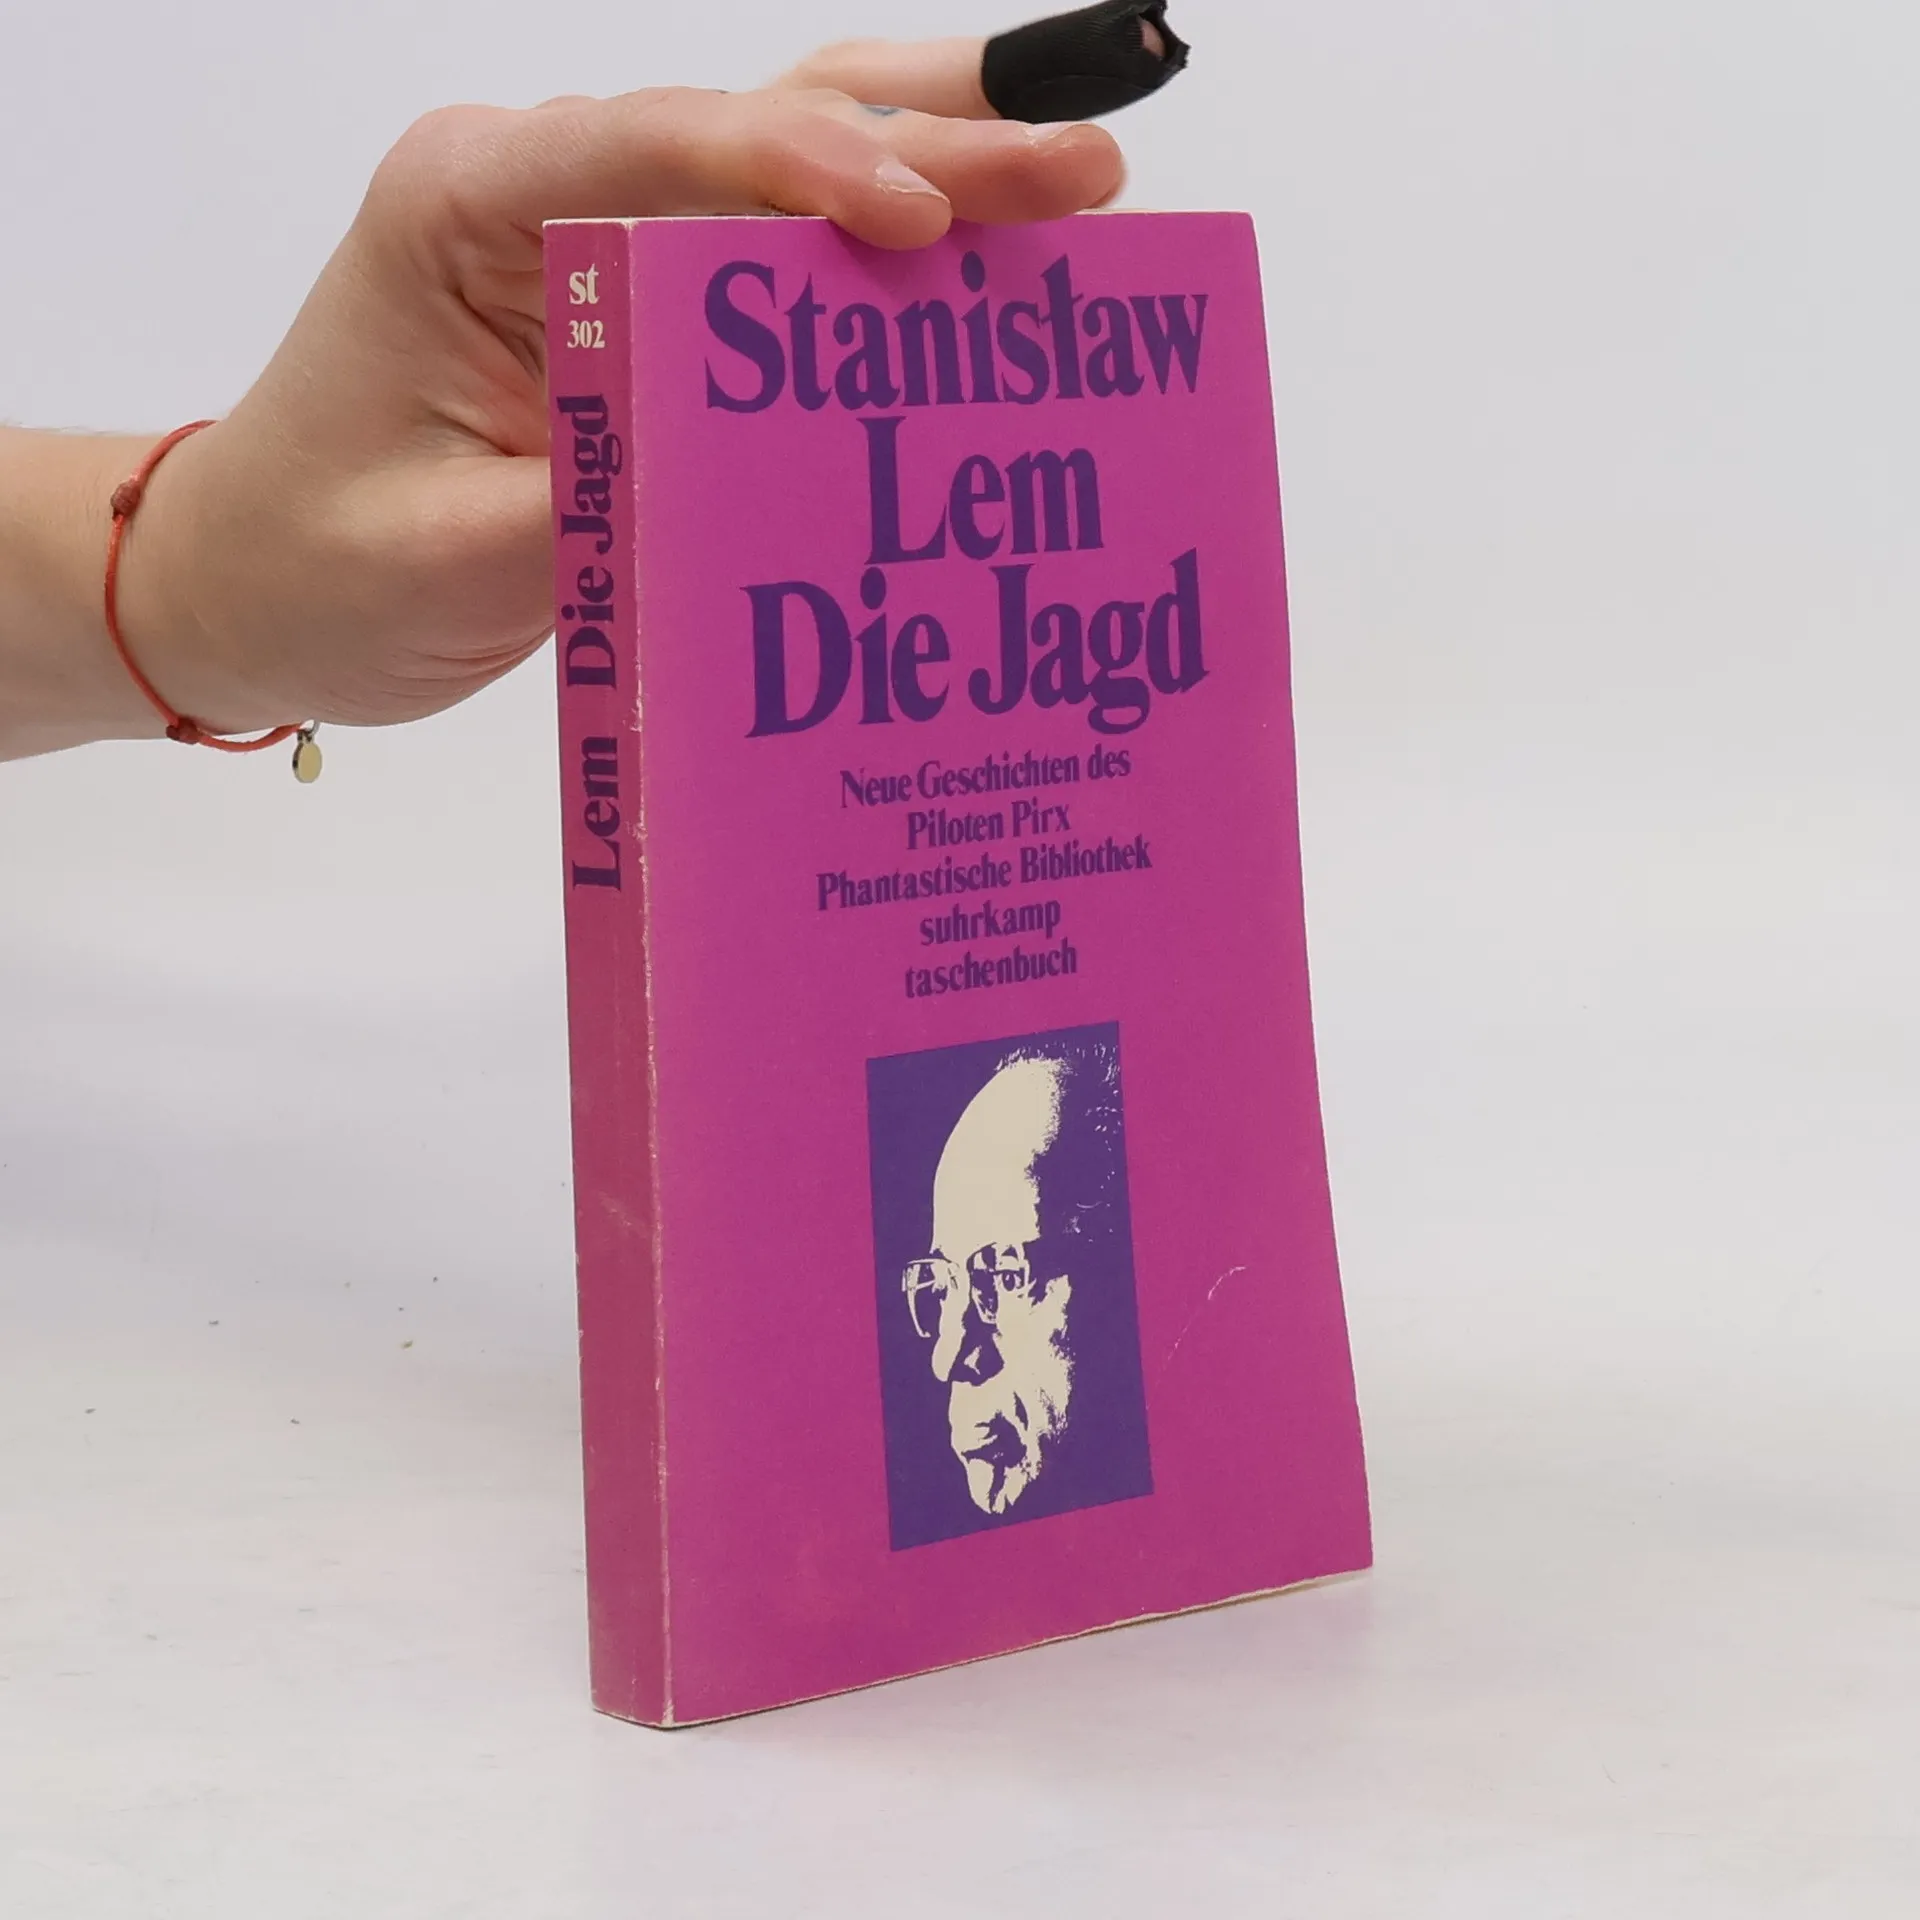 st
302
Lem Die Jagd
Stanisław
Lem
Die Jagd
Neue Geschichten des
Piloten Pirx
Phantastische Bibliothek
suhrkamp
taschenbuch